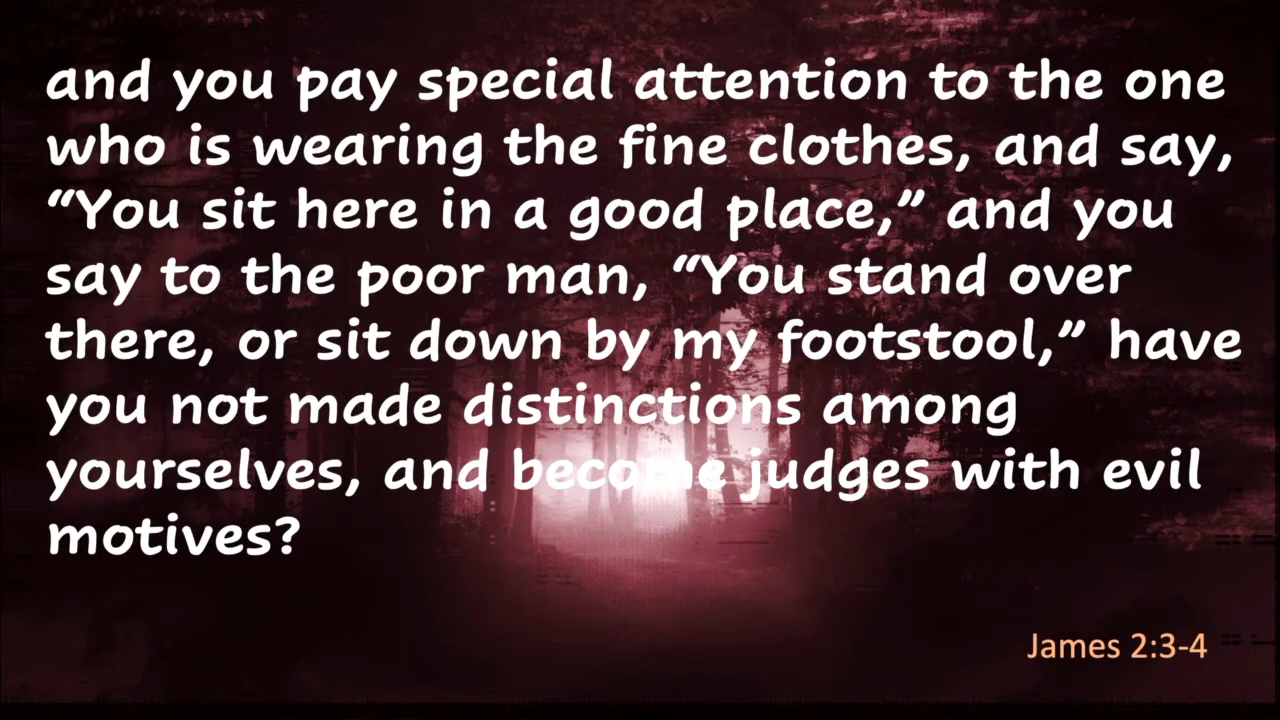 and you pay special attention to the one
who is wearing the fine clothes, and say,
“You sit here in a good place,” and you
say to the poor man, “You stand over
there, or sit down by my footstool,” have
you not made distinctions among
yourselves, and become judges with evil
motives?
James 2:3-4